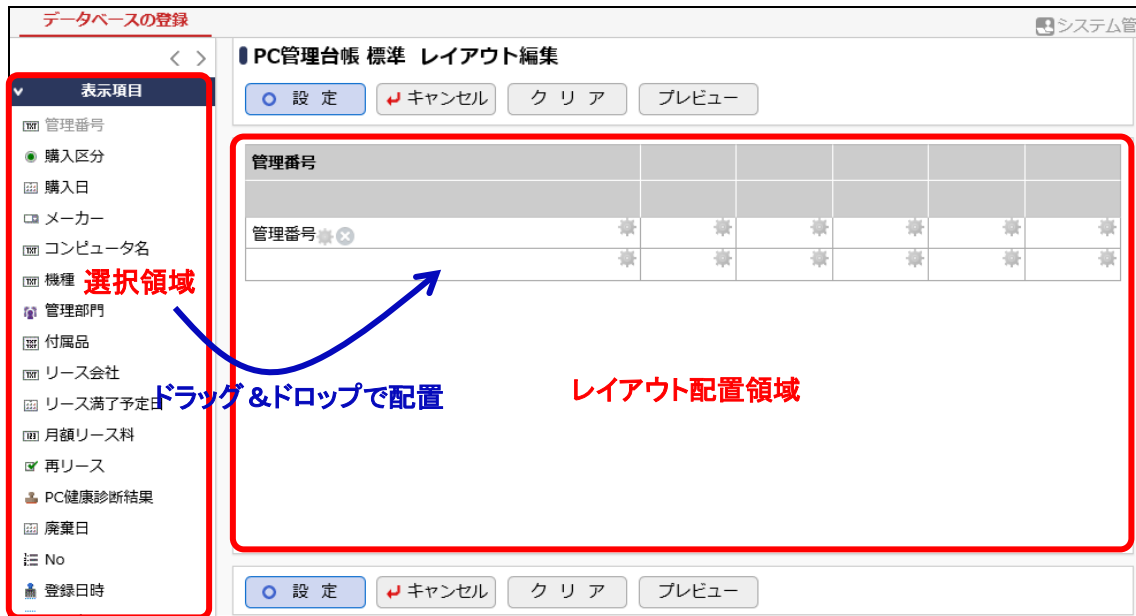 データベースの登録
システム管
PC管理台帳 標準 レイアウト編集
設 定
キャンセル
ク リ ア
プレビュー
表示項目
管理番号
購入区分
購入日
メーカー
コンピュータ名
機種
管理部門
付属品
リース会社
リース満了予定日
月額リース料
再リース
PC健康診断結果
廃棄日
No
登録日時
選択領域
ドラッグ&ドロップで配置
管理番号
管理番号
レイアウト配置領域
設 定
キャンセル
ク リ ア
プレビュー